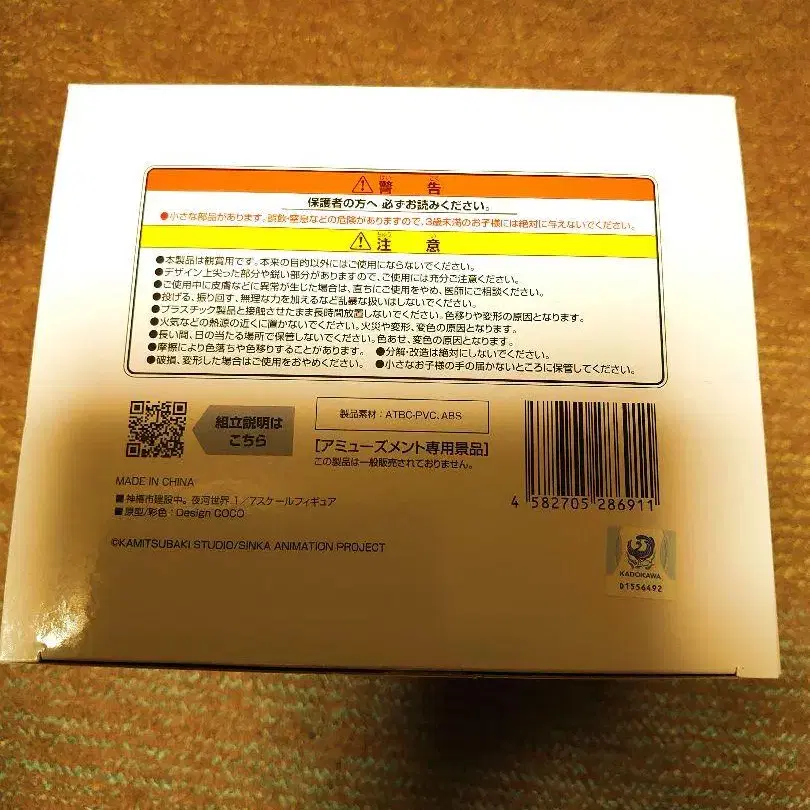 ⚠警告
保護者の方へ 必ずお読みください。
●小さな部品があります。誤飲・窒息などの危険がありますので、3歳未満のお子様には絶対に与えないでください。
⚠注意
●本製品は観賞用です。本来の目的以外にはご使用にならないでください。
●デザイン上尖った部分や鋭い部分がありますので、ご使用には充分ご注意ください。
●ご使用中に皮膚などに異常が生じた場合は、直ちにご使用をやめ、医師にご相談ください。
●投げる、振り回す、無理な力を加えるなど乱暴な扱いはしないでください。
●プラスチック製品と接触させたまま長時間放置しないでください。色移りや変形の原因となります。
●火気などの熱源の近くに置かないでください。火災や変形、変色の原因となります。
●長い間、日の当たる場所で保管しないでください。色あせ、変色の原因となります。
●摩擦により色落ちや色移りすることがあります。 ●分解・改造は絶対にしないでください。
●破損、変形した場合はご使用をおやめください。 ●小さなお子様の手の届かないところに保管してください。
組立説明は
こちら
製品素材：ATBC-PVC、ABS
[アミューズメント専用景品]
この製品は一般販売されておりません。
MADE IN CHINA
■神椿市建設中。夜河世界 1／7スケールフィギュア
■原型/彩色：Design COCO
4 582705 286911
©KAMITSUBAKI STUDIO/SINKA ANIMATION PROJECT
KADOKAWA
D1556492